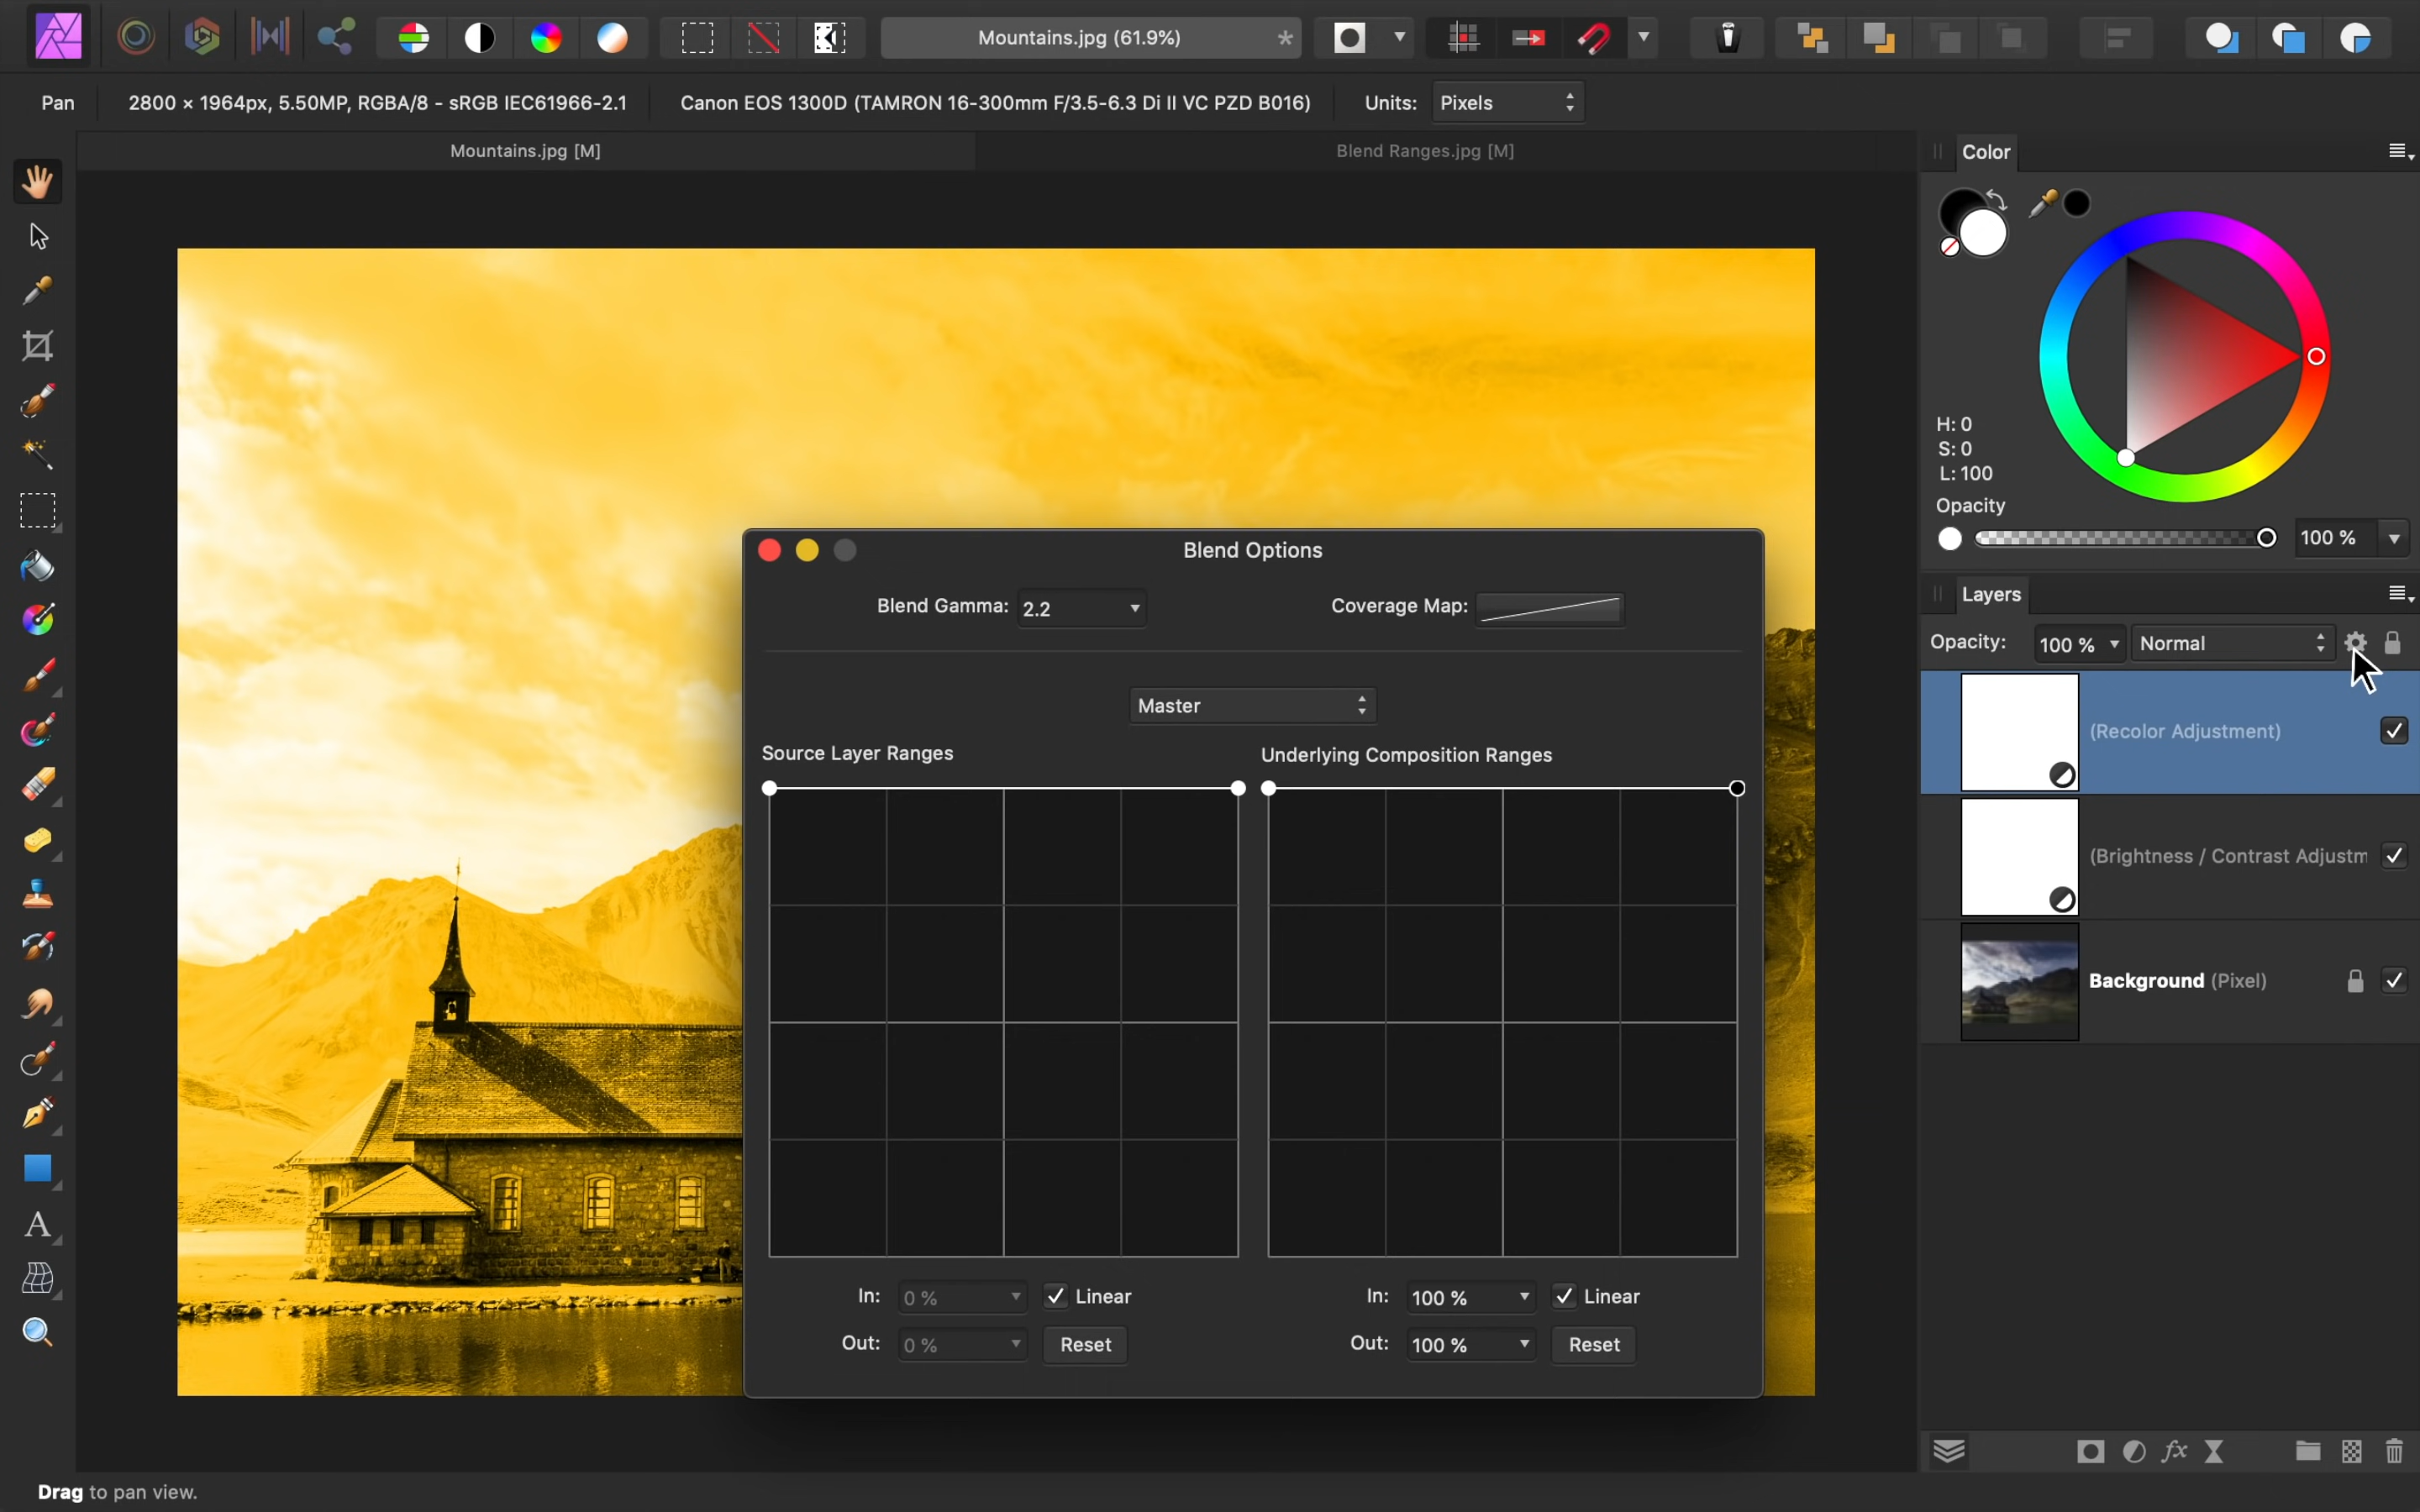 Mountains.jpg (61.9%) *
Pan
2800 × 1964px, 5.50MP, RGBA/8 - sRGB IEC61966-2.1
Canon EOS 1300D (TAMRON 16-300mm F/3.5-6.3 Di II VC PZD B016)
Units: Pixels
Mountains.jpg [M]
Blend Ranges.jpg [M]
Color
H: 0
S: 0
L: 100
Opacity
100 %
Layers
Opacity: 100 % Normal
(Recolor Adjustment)
(Brightness / Contrast Adjustm
Background (Pixel)
fx
Blend Options
Blend Gamma: 2.2
Coverage Map:
Master
Source Layer Ranges
Underlying Composition Ranges
In: 0 % Linear
Out: 0 % Reset
In: 100 % Linear
Out: 100 % Reset
A
Drag to pan view.